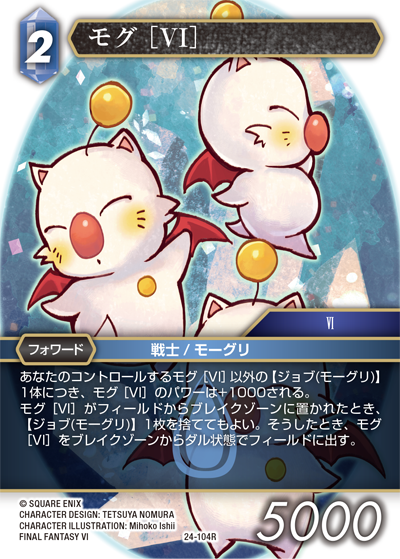 2
モグ［VI］
VI
フォワード
戦士 / モーグリ
あなたのコントロールするモグ［VI］以外の【ジョブ(モーグリ)】
1体につき、モグ［VI］のパワーは+1000される。
モグ［VI］がフィールドからブレイクゾーンに置かれたとき、
【ジョブ(モーグリ)】1枚を捨ててもよい。そうしたとき、モグ
［VI］をブレイクゾーンからダル状態でフィールドに出す。
© SQUARE ENIX
CHARACTER DESIGN: TETSUYA NOMURA
CHARACTER ILLUSTRATION: Mihoko Ishii
FINAL FANTASY VI
24-104R
5000